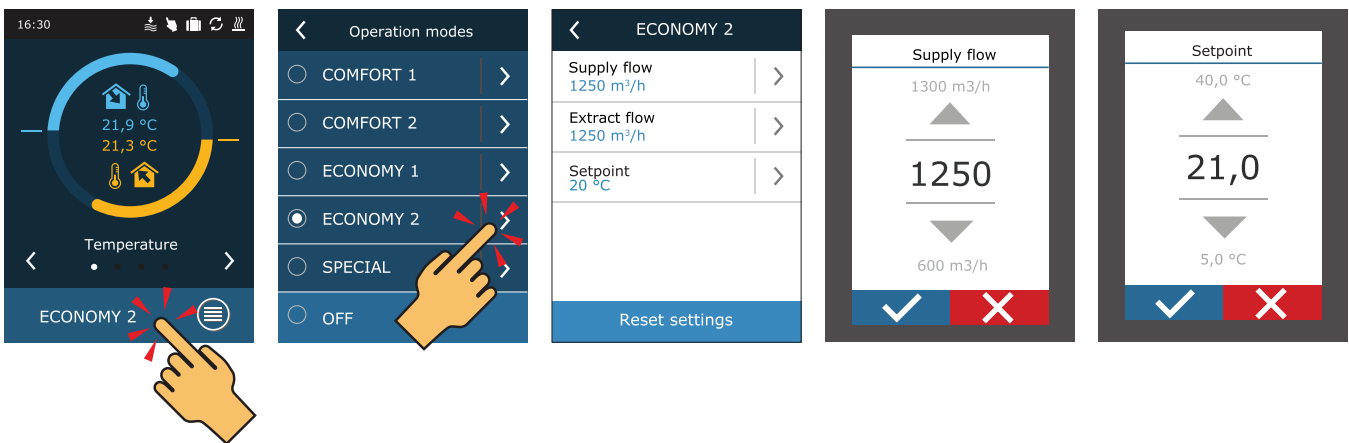 16:30
21,9 °C
21,3 °C
Temperature
ECONOMY 2
Operation modes
COMFORT 1
COMFORT 2
ECONOMY 1
ECONOMY 2
SPECIAL
OFF
ECONOMY 2
Supply flow
1250 m³/h
Extract flow
1250 m³/h
Setpoint
20 °C
Reset settings
Supply flow
1300 m3/h
1250
600 m3/h
Setpoint
40,0 °C
21,0
5,0 °C